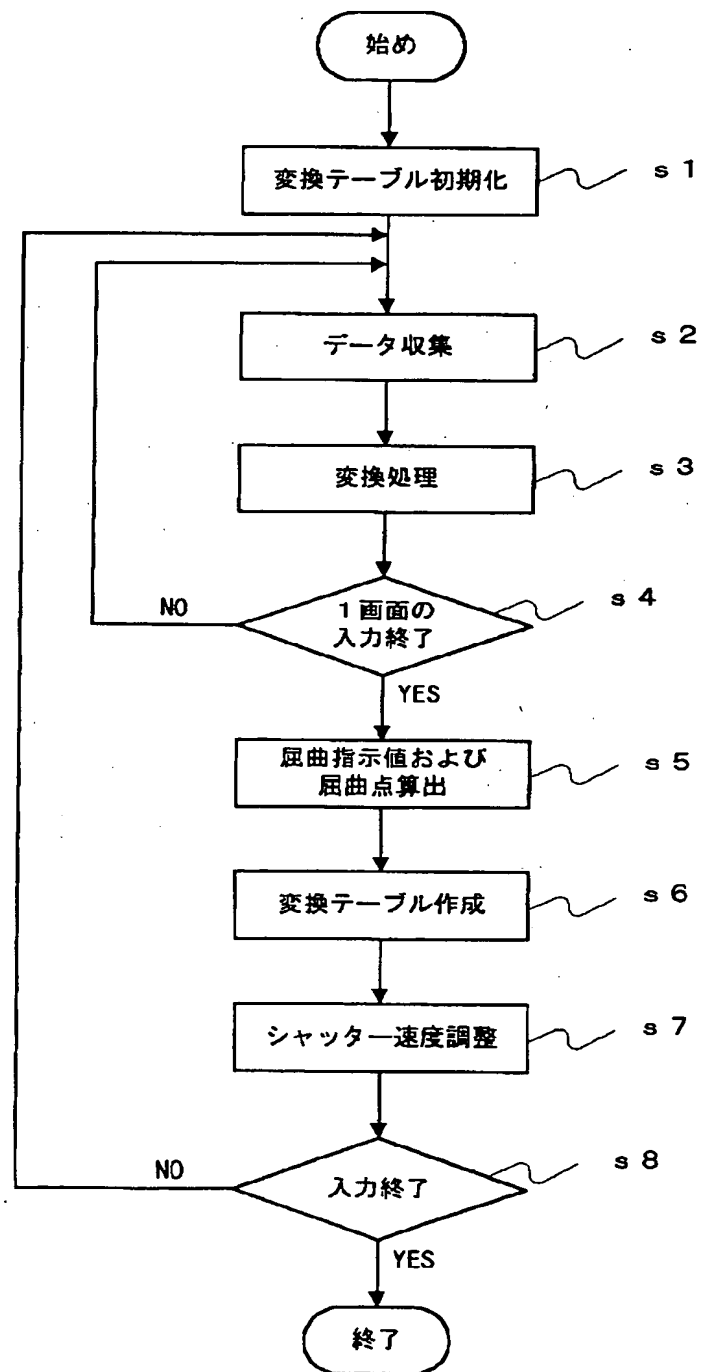 始め
変換テーブル初期化
s 1
データ収集
s 2
変換処理
s 3
1画面の
入力終了
s 4
NO
YES
屈曲指示値および
屈曲点算出
s 5
変換テーブル作成
s 6
シャッター速度調整
s 7
入力終了
s 8
NO
YES
終了